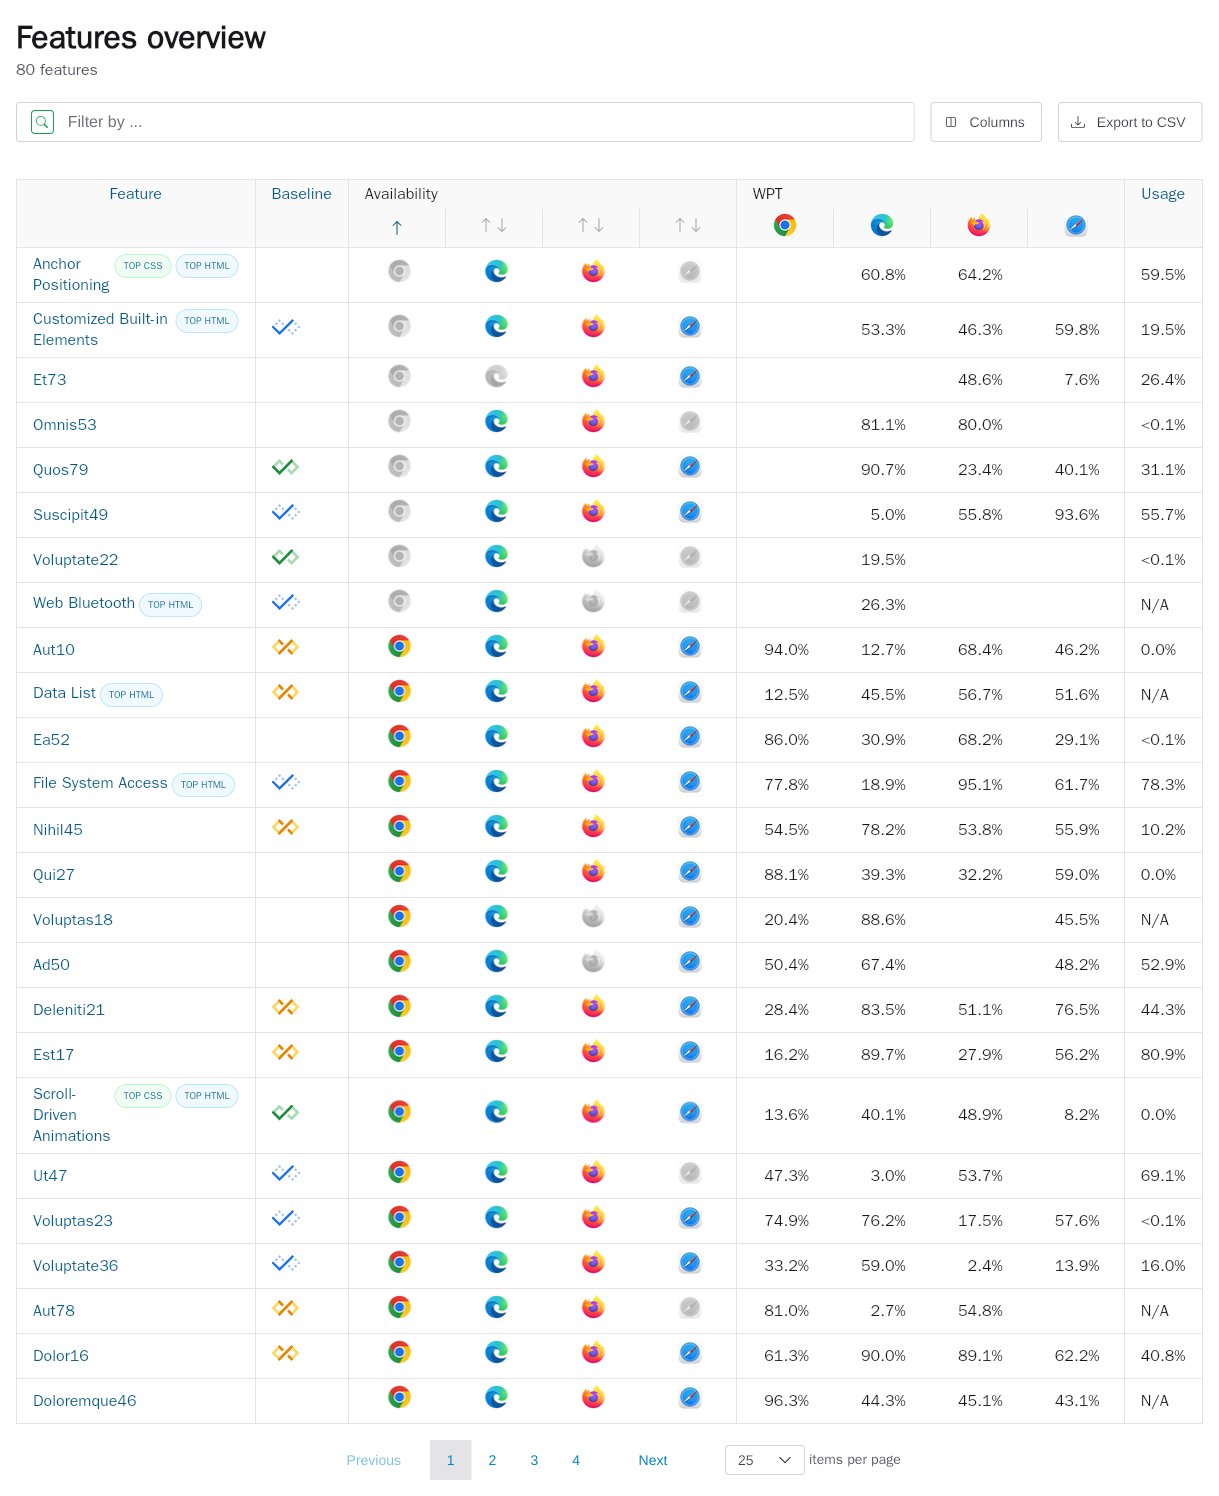 Features overview
80 features
Filter by ...
Columns
Export to CSV
Feature Baseline Availability WPT Usage
Anchor Positioning TOP CSS TOP HTML 60.8% 64.2% 59.5%
Customized Built-in Elements TOP HTML 53.3% 46.3% 59.8% 19.5%
Et73 48.6% 7.6% 26.4%
Omnis53 81.1% 80.0% <0.1%
Quos79 90.7% 23.4% 40.1% 31.1%
Suscipit49 5.0% 55.8% 93.6% 55.7%
Voluptate22 19.5% <0.1%
Web Bluetooth TOP HTML 26.3% N/A
Aut10 94.0% 12.7% 68.4% 46.2% 0.0%
Data List TOP HTML 12.5% 45.5% 56.7% 51.6% N/A
Ea52 86.0% 30.9% 68.2% 29.1% <0.1%
File System Access TOP HTML 77.8% 18.9% 95.1% 61.7% 78.3%
Nihil45 54.5% 78.2% 53.8% 55.9% 10.2%
Qui27 88.1% 39.3% 32.2% 59.0% 0.0%
Voluptas18 20.4% 88.6% 45.5% N/A
Ad50 50.4% 67.4% 48.2% 52.9%
Deleniti21 28.4% 83.5% 51.1% 76.5% 44.3%
Est17 16.2% 89.7% 27.9% 56.2% 80.9%
Scroll-Driven Animations TOP CSS TOP HTML 13.6% 40.1% 48.9% 8.2% 0.0%
Ut47 47.3% 3.0% 53.7% 69.1%
Voluptas23 74.9% 76.2% 17.5% 57.6% <0.1%
Voluptate36 33.2% 59.0% 2.4% 13.9% 16.0%
Aut78 81.0% 2.7% 54.8% N/A
Dolor16 61.3% 90.0% 89.1% 62.2% 40.8%
Doloremque46 96.3% 44.3% 45.1% 43.1% N/A
Previous 1 2 3 4 Next 25 items per page